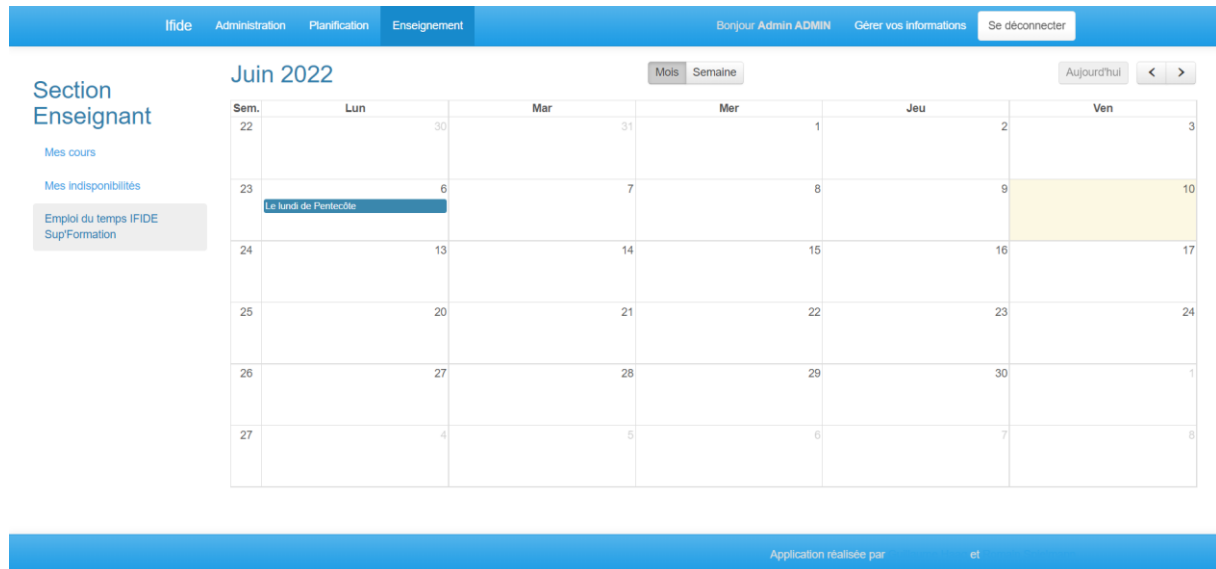 Ifide Administration Planification Enseignement Bonjour Admin ADMIN Gérer vos informations Se déconnecter
Section
Enseignant
Mes cours
Mes indisponibilités
Emploi du temps IFIDE
Sup'Formation
Juin 2022 Mois Semaine Aujourd'hui < >
Sem. Lun Mar Mer Jeu Ven
22 30 31 1 2 3
23 6 7 8 9 10
Le lundi de Pentecôte
24 13 14 15 16 17
25 20 21 22 23 24
26 27 28 29 30 1
27 4 5 6 7 8
Application réalisée par et